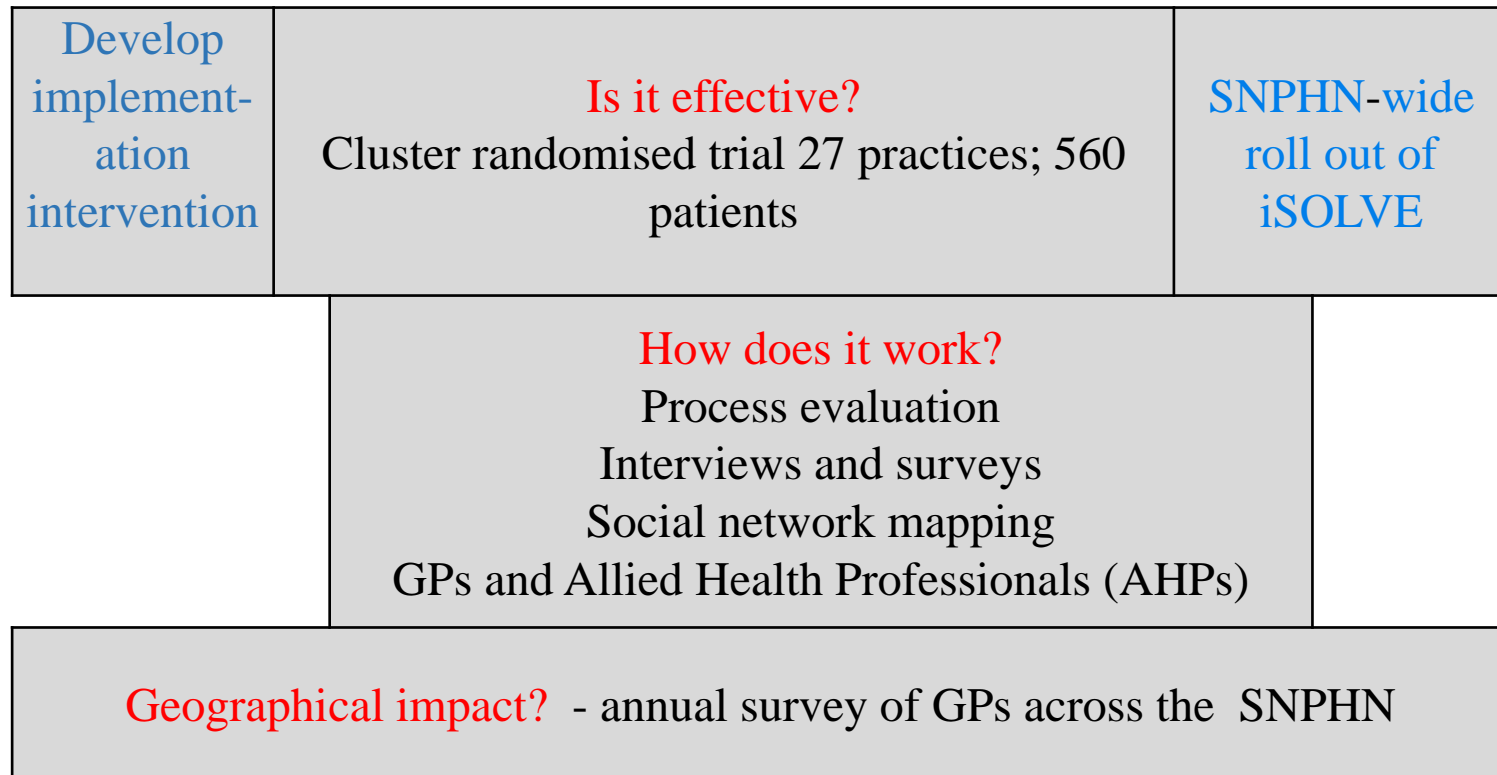 Develop
implement-
ation
intervention
Is it effective?
Cluster randomised trial 27 practices; 560
patients
SNPHN-wide
roll out of
iSOLVE
How does it work?
Process evaluation
Interviews and surveys
Social network mapping
GPs and Allied Health Professionals (AHPs)
Geographical impact? - annual survey of GPs across the SNPHN